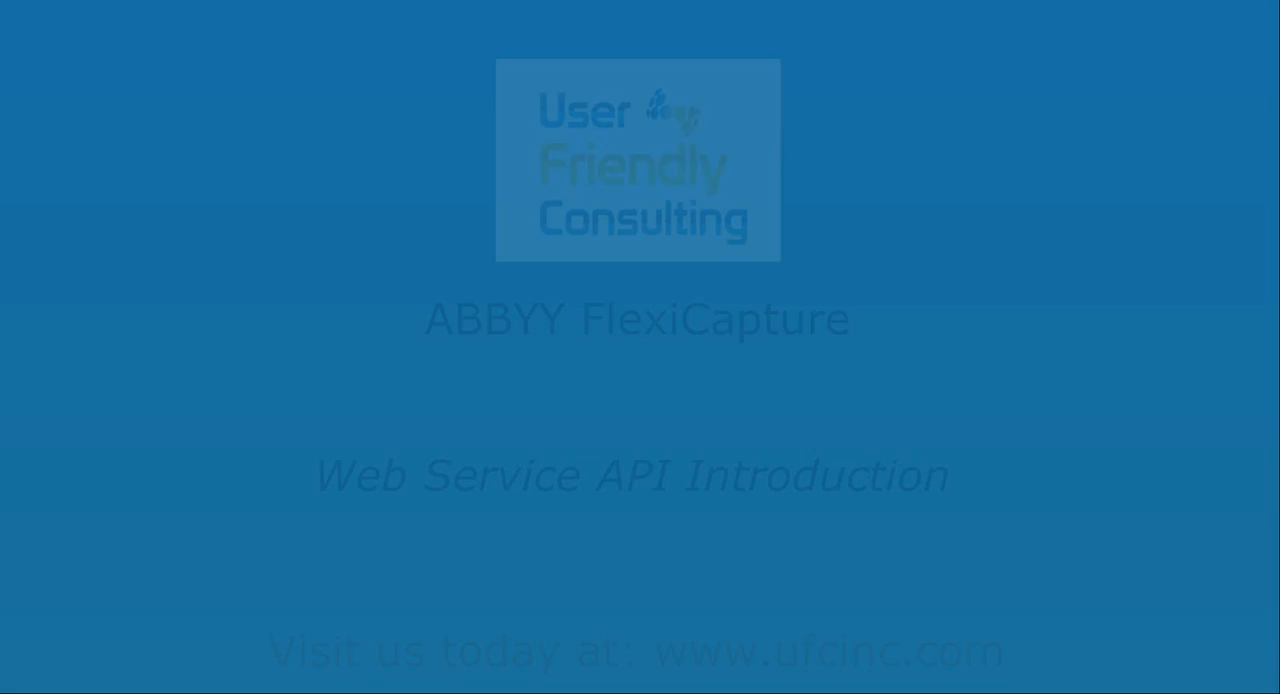 User
Friendly
Consulting
ABBYY FlexiCapture
Web Service API Introduction
Visit us today at: www.ufcinc.com